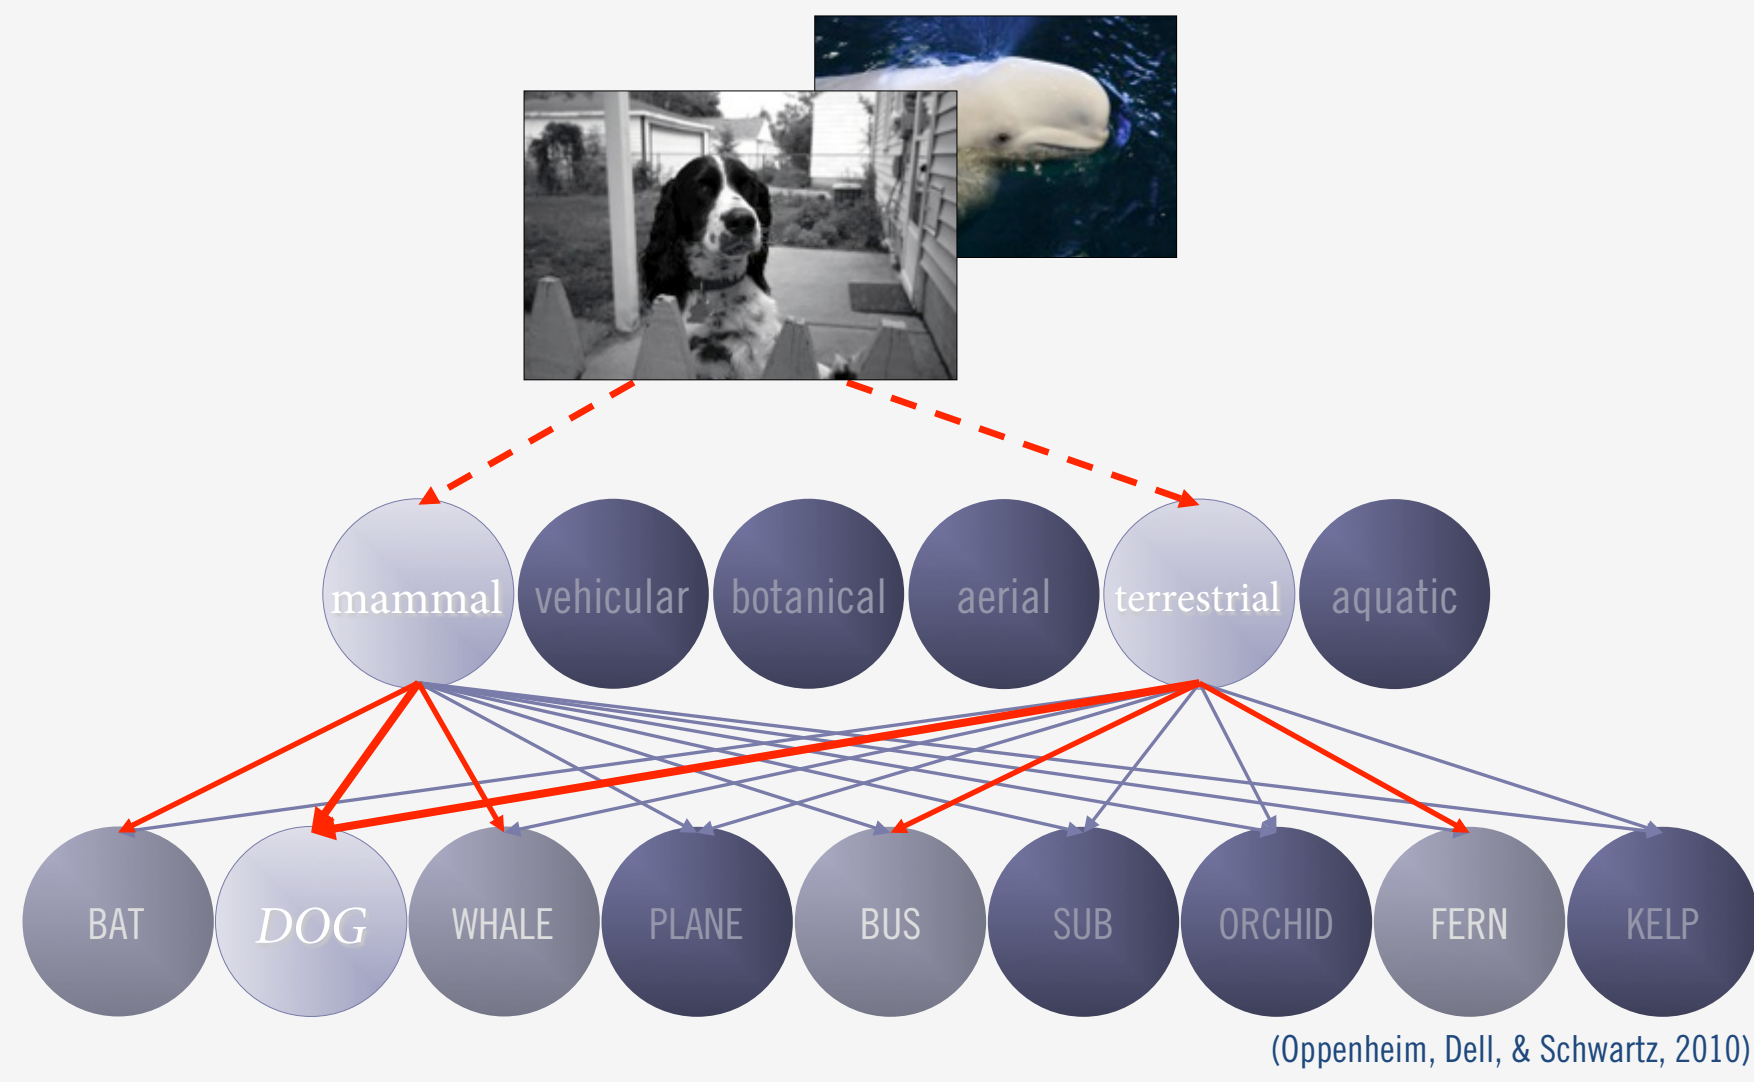 mammal vehicular botanical aerial terrestrial aquatic
BAT DOG WHALE PLANE BUS SUB ORCHID FERN KELP
(Oppenheim, Dell, & Schwartz, 2010)